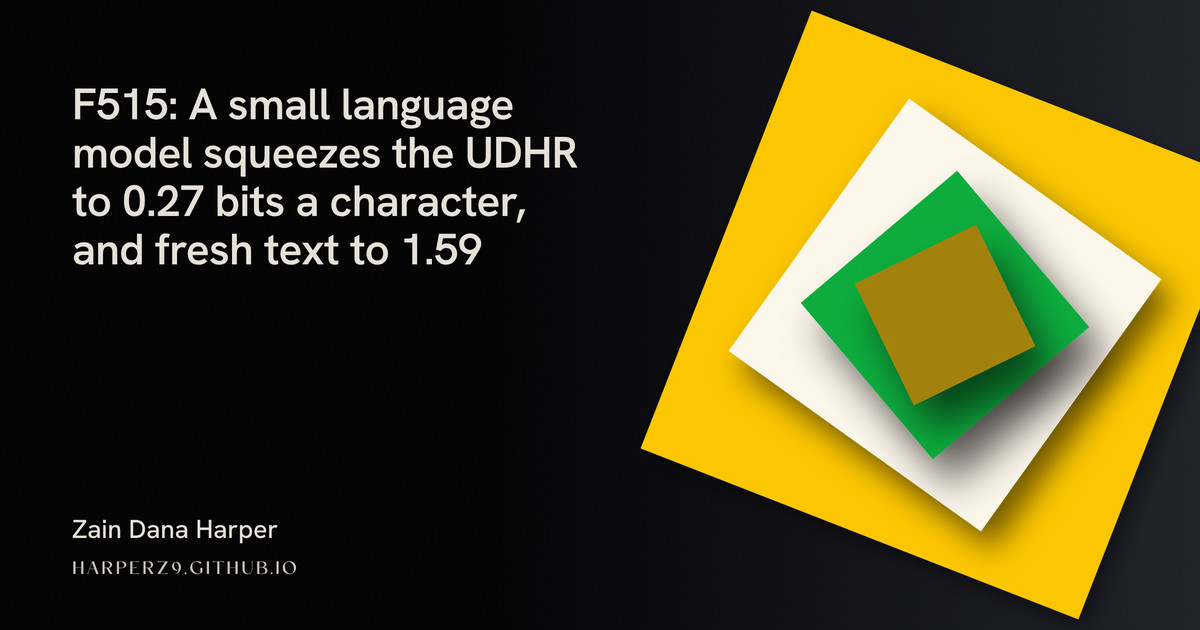 F515: A small language
model squeezes the UDHR
to 0.27 bits a character,
and fresh text to 1.59
Zain Dana Harper
HARPERZ9.GITHUB.IO